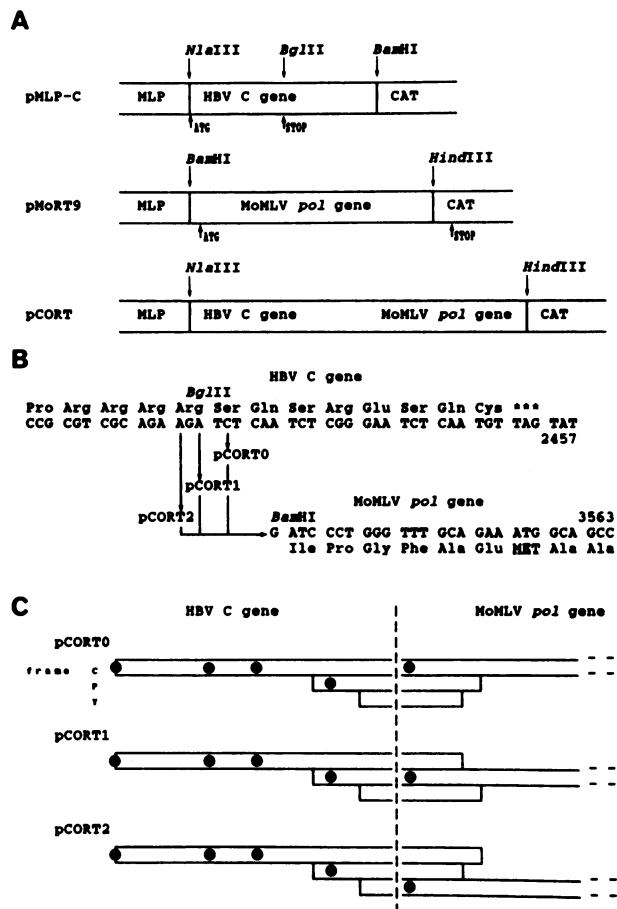 A
NlaIII BglII BamHI
pMLP-C MLP HBV C gene CAT
ATG STOP
BamHI HindIII
pMoRT9 MLP MoMLV pol gene CAT
ATG STOP
NlaIII HindIII
pCORT MLP HBV C gene MoMLV pol gene CAT
B
HBV C gene
BglII
Pro Arg Arg Arg Arg Ser Gln Ser Arg Glu Ser Gln Cys ***
CCG CGT CGC AGA AGA TCT CAA TCT CGG GAA TCT CAA TGT TAG TAT
2457
pCORT0
pCORT1
pCORT2
MoMLV pol gene
BamHI 3563
G ATC CCT GGG TTT GCA GAA ATG GCA GCC
Ile Pro Gly Phe Ala Glu MET Ala Ala
C
HBV C gene MoMLV pol gene
pCORT0
frame C
P
Y
pCORT1
pCORT2